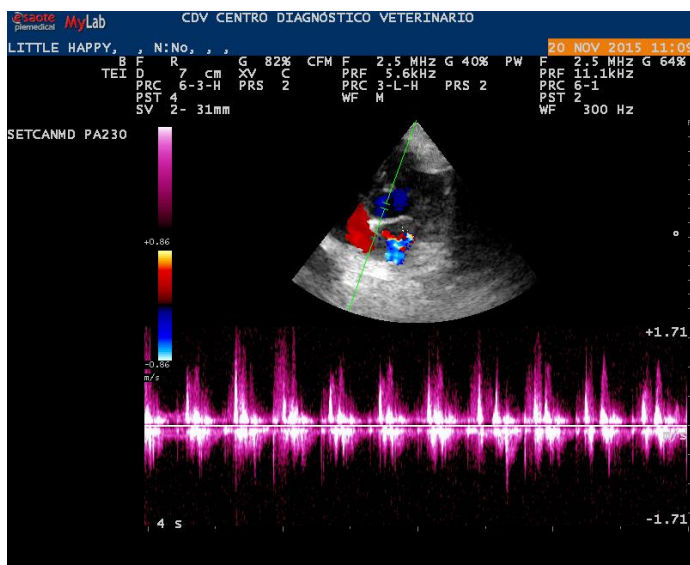 esaote
piemedical MyLab
CDV CENTRO DIAGNÓSTICO VETERINARIO
LITTLE HAPPY, , N:No, , ,
20 NOV 2015 11:09
B F R G 82% CFM F 2.5 MHz G 40% PW F 2.5 MHz G 64%
TEI D 7 cm XV C PRF 5.6kHz PRF 11.1kHz
PRC 6-3-H PRS 2 PRC 3-L-H PRS 2 PRC 6-1
PST 4 WF M PST 2
SV 2- 31mm WF 300 Hz
SETCANMD PA230
+0.86
-0.86
m/s
+1.71
-1.71
4 s